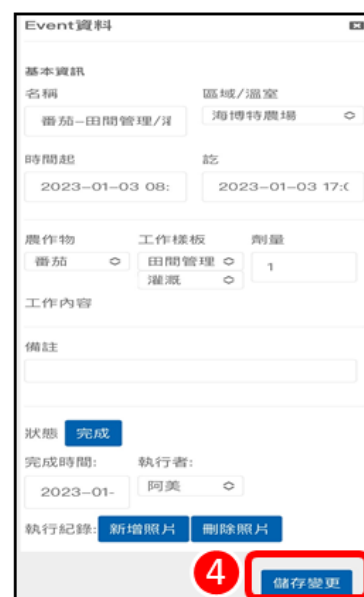 Event資料
基本資訊
名稱 區域/溫室
番茄-田間管理/ 海博特農場
時間起 訖
2023-01-03 08: 2023-01-03 17:(
農作物 工作樣板 劑量
番茄 田間管理 1
灌溉
工作內容
備註
狀態 完成
完成時間: 執行者:
2023-01- 阿美
執行紀錄: 新增照片 刪除照片
4 儲存變更